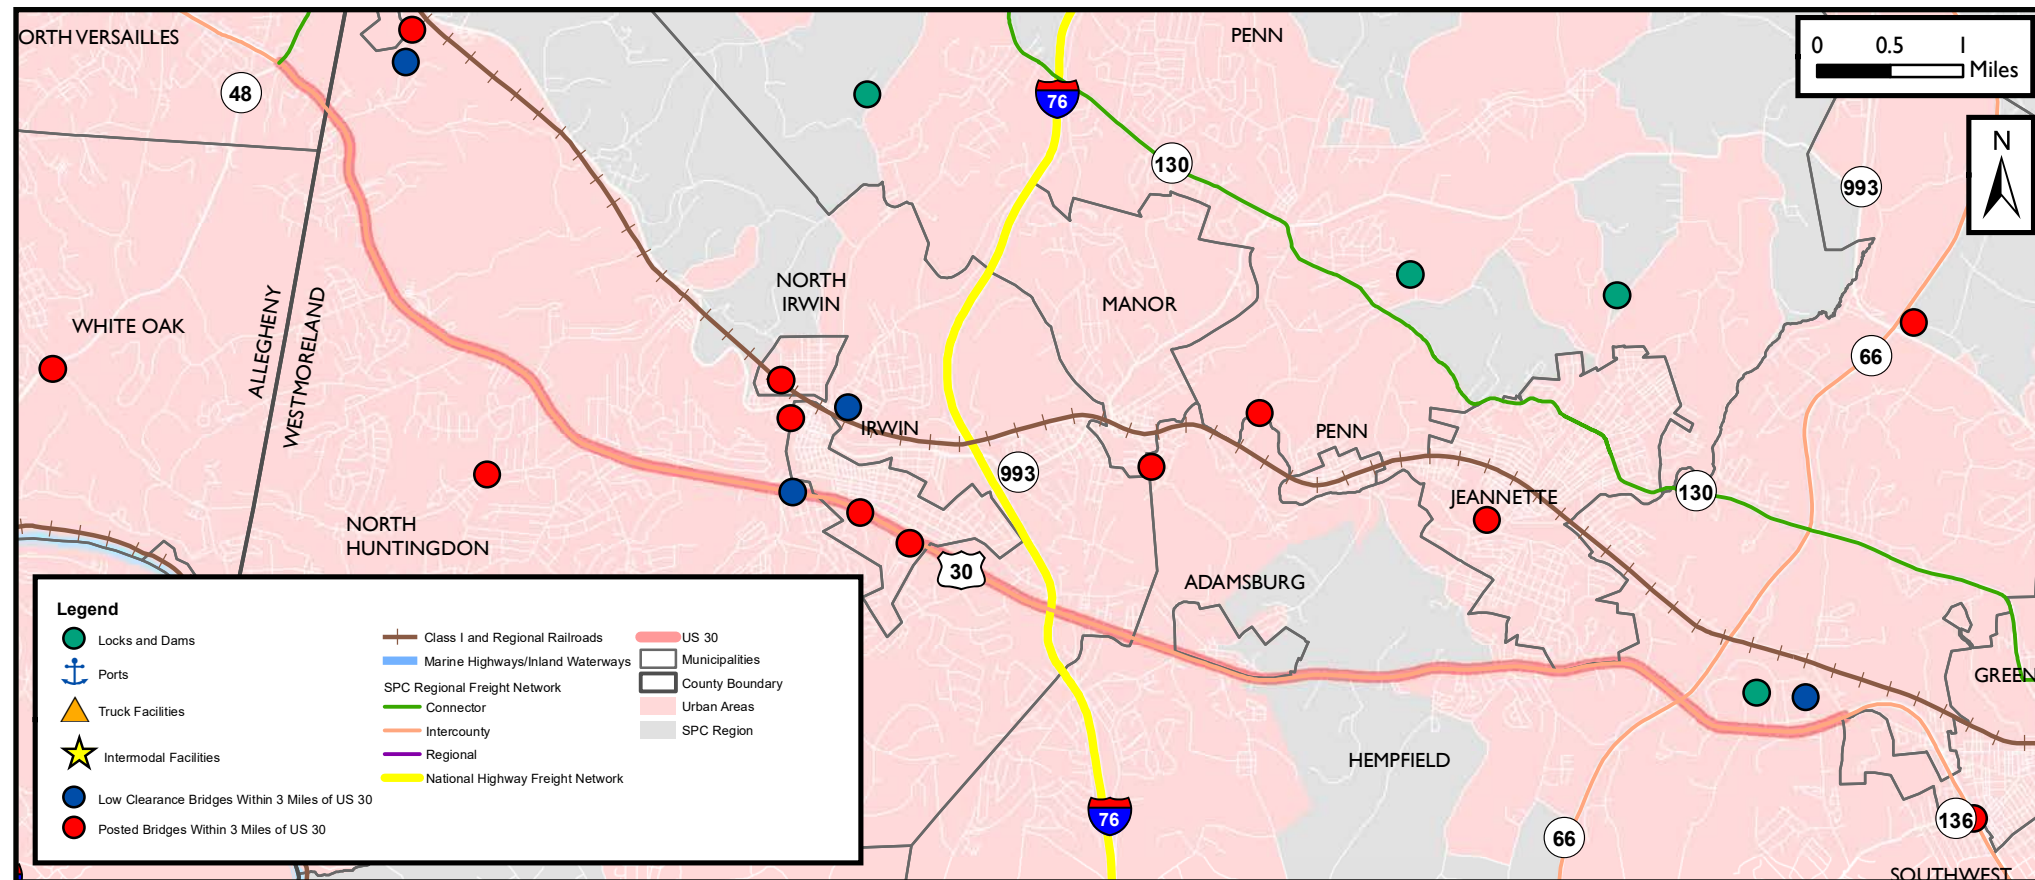 ORTH VERSAILLES
PENN
0 0.5 1
Miles
48
76
N
130
993
NORTH
IRWIN
MANOR
WHITE OAK
ALLEGHENY
WESTMORELAND
66
IRWIN
PENN
993
JEANNETTE
130
NORTH
HUNTINGDON
30
ADAMSBURG
GREEN
HEMPFIELD
76
66
136
SOUTHWEST
Legend
Locks and Dams
Ports
Truck Facilities
Intermodal Facilities
Low Clearance Bridges Within 3 Miles of US 30
Posted Bridges Within 3 Miles of US 30
Class I and Regional Railroads
Marine Highways/Inland Waterways
SPC Regional Freight Network
Connector
Intercounty
Regional
National Highway Freight Network
US 30
Municipalities
County Boundary
Urban Areas
SPC Region